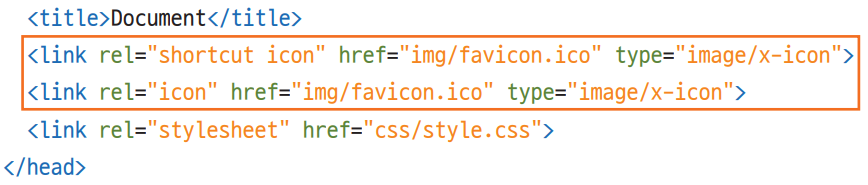 <title>Document</title>
<link rel="shortcut icon" href="img/favicon.ico" type="image/x-icon">
<link rel="icon" href="img/favicon.ico" type="image/x-icon">
<link rel="stylesheet" href="css/style.css">
</head>